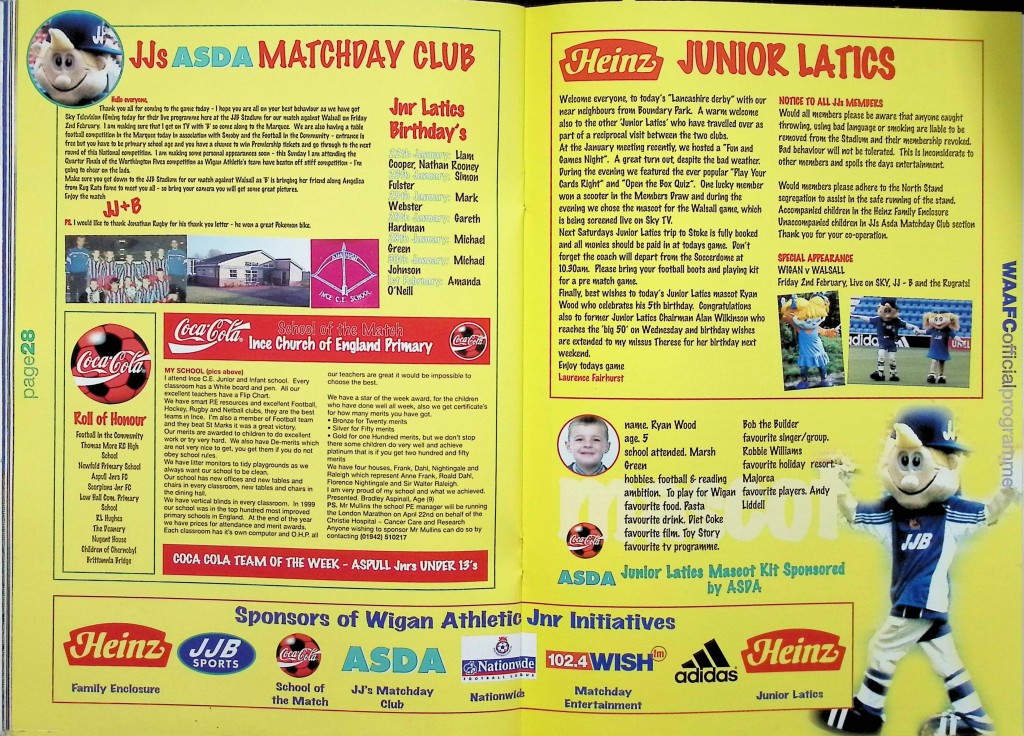 JJs ASDA MATCHDAY CLUB
Hello everyone,
Thank you all for coming to the game today - I hope you are all on your best behaviour as we have got
Sky Television filming today for their live programme here at the JJB Stadium for our match against Walsall on Friday
2nd February. I am making sure that I get on TV with 'B' so come along to the Marquee. We are also having a table
football competition in the Marquee today in association with Smoby and the Football in the Community - entrance is
free but you have to be primary school age and you have a chance to win Premiership tickets and go through to the next
round of this National competition. I am making some personal appearances soon - this Sunday I am attending the
Quarter Finals of the Worthington Fives competition as Wigan Athletic's team have beaten off stiff competition - I'm
going to cheer on the lads.
Make sure you get down to the JJB Stadium for our match against Walsall as 'B' is bringing her friend along Angelica
from Rug Rats fame to meet you all - so bring your camera you will get some great pictures.
Enjoy the match
JJ+B
PS. I would like to thank Jonathan Rugby for his thank you letter - he won a great Pokemon bike.
Jnr Latics
Birthday's
Liam
Cooper, Nathan Rooney
Simon
Fulster
Mark
Webster
Gareth
Hardman
28th January: Michael
Green
30th January: Michael
Johnson
1st February: Amanda
O'Neill
INCE C.E. SCHOOL
page28
Coca-Cola
Roll of Honour
Football In the Community
Thomas More RC High
School
Newfold Primary School
Aspull Jnrs FC
Scorpions Jnr FC
Low Hall Com. Primary
School
RL Hughes
The Deanery
Nugent House
Children of Chernobyl
Brittannia Bridge
Coca-Cola
School of the Match
Ince Church of England Primary
Coca-Cola
MY SCHOOL (pics above)
I attend Ince C.E. Junior and Infant school. Every
classroom has a White board and pen. All our
excellent teachers have a Flip Chart.
We have smart P.E resources and excellent Football,
Hockey, Rugby and Netball clubs, they are the best
teams in Ince. I'm also a member of Football team
and they beat St Marks it was a great victory.
Our merits are awarded to children to do excellent
work or try very hard. We also have De-merits which
are not very nice to get, you get them if you do not
obey school rules.
We have litter monitors to tidy playgrounds as we
always want our school to be clean.
Our school has new offices and new tables and
chairs in every classroom, new tables and chairs in
the dining hall.
We have vertical blinds in every classroom. In 1999
our school was in the top hundred most improved
primary schools in England. At the end of the year
we have prices for attendance and merit awards.
Each classroom has it's own computer and O.H.P. all
our teachers are great it would be impossible to
choose the best.
We have a star of the week award, for the children
who have done well all week, also we get certificate's
for how many merits you have got.
• Bronze for Twenty merits
• Silver for Fifty merits
• Gold for one Hundred merits, but we don't stop
there some children do very well and achieve
platinum that is if you get two hundred and fifty
merits.
We have four houses, Frank, Dahl, Nightingale and
Raleigh which represent Anne Frank, Roald Dahl,
Florence Nightingale and Sir Walter Raleigh.
I am very proud of my school and what we achieved.
Presented. Bradley Aspinall, Age (9)
PS. Mr Mullins the school PE manager will be running
the London Marathon on April 22nd on behalf of the
Christie Hospital ~ Cancer Care and Research
Anyone wishing to sponsor Mr Mullins can do so by
contacting (01942) 510217
COCA COLA TEAM OF THE WEEK - ASPULL Jnrs UNDER 13's
Heinz JUNIOR LATICS
Welcome everyone, to today's "Lancashire derby" with our
near neighbours from Boundary Park. A warm welcome
also to the other 'Junior Latics' who have travelled over as
part of a reciprocal visit between the two clubs.
At the January meeting recently, we hosted a "Fun and
Games Night". A great turn out, despite the bad weather.
During the evening we featured the ever popular "Play Your
Cards Right" and "Open the Box Quiz". One lucky member
won a scooter in the Members Draw and during the
evening we chose the mascot for the Walsall game, which
is being screened live on Sky TV.
Next Saturdays Junior Latics trip to Stoke is fully booked
and all monies should be paid in at todays game. Don't
forget the coach will depart from the Soccerdome at
10.30am. Please bring your football boots and playing kit
for a pre match game.
Finally, best wishes to today's Junior Latics mascot Ryan
Wood who celebrates his 5th birthday. Congratulations
also to former Junior Latics Chairman Alan Wilkinson who
reaches the 'big 50' on Wednesday and birthday wishes
are extended to my missus Therese for her birthday next
weekend.
Enjoy todays game
Laurence Fairhurst
NOTICE TO ALL JJs MEMBERS
Would all members please be aware that anyone caught
throwing, using bad language or smoking are liable to be
removed from the Stadium and their membership revoked.
Bad behaviour will not be tolerated. This is inconsiderate to
other members and spoils the days entertainment.
Would members please adhere to the North Stand
segregation to assist in the safe running of the stand.
Accompanied children in the Heinz Family Enclosure
Unaccompanied children in JJs Asda Matchday Club section
Thank you for your co-operation.
SPECIAL APPEARANCE
WIGAN v WALSALL
Friday 2nd February, Live on SKY, JJ - B and the Rugrats!
adidas
WAAFCofficialprogramme
mascot
name. Ryan Wood
age. 5
school attended. Marsh
Green
hobbies. football & reading
ambition. To play for Wigan
favourite food. Pasta
favourite drink. Diet Coke
favourite film. Toy Story
favourite tv programme.
Bob the Builder
favourite singer/group.
Robbie Williams
favourite holiday resort.
Majorca
favourite players. Andy
Liddell
Coca-Cola
ASDA Junior Latics Mascot Kit Sponsored
by ASDA
JJB
Sponsors of Wigan Athletic Jnr Initiatives
Heinz
Family Enclosure
JJB
SPORTS
Coca-Cola
School of
the Match
ASDA
JJ's Matchday
Club
Nationwide
FOOTBALL LEAGUE
Nationwide
102.4 WISH fm
Matchday
Entertainment
adidas
Heinz
Junior Latics